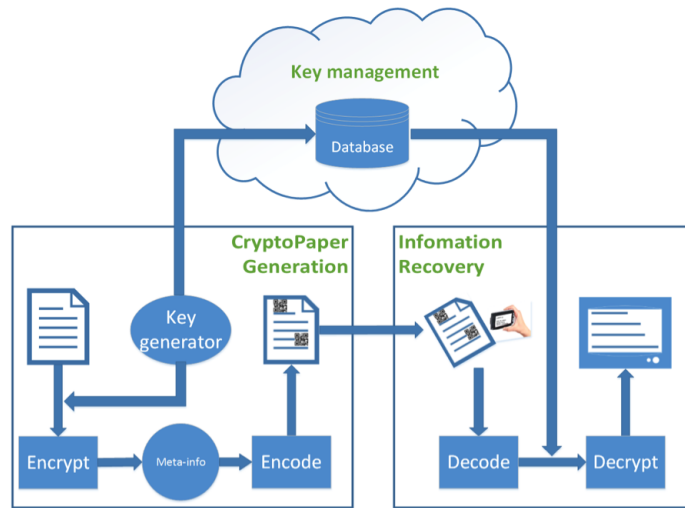 Key management
Database
CryptoPaper
Generation
Infomation
Recovery
Key
generator
Encrypt
Meta-info
Encode
Decode
Decrypt